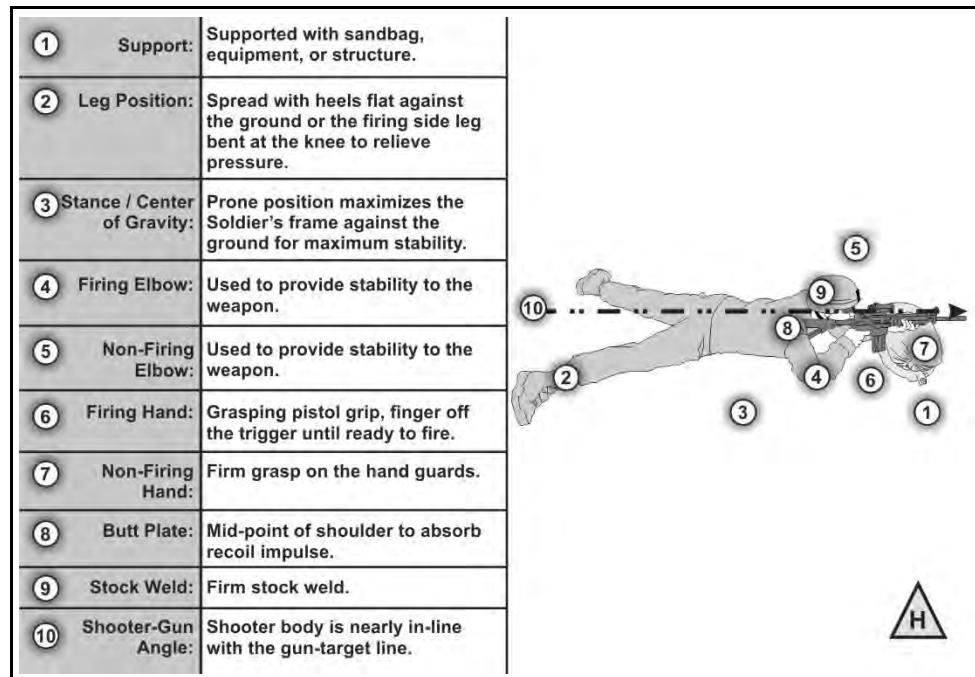 1 Support: Supported with sandbag,
equipment, or structure.
2 Leg Position: Spread with heels flat against
the ground or the firing side leg
bent at the knee to relieve
pressure.
3 Stance / Center
of Gravity: Prone position maximizes the
Soldier's frame against the
ground for maximum stability.
4 Firing Elbow: Used to provide stability to the
weapon.
5 Non-Firing
Elbow: Used to provide stability to the
weapon.
6 Firing Hand: Grasping pistol grip, finger off
the trigger until ready to fire.
7 Non-Firing
Hand: Firm grasp on the hand guards.
8 Butt Plate: Mid-point of shoulder to absorb
recoil impulse.
9 Stock Weld: Firm stock weld.
10 Shooter-Gun
Angle: Shooter body is nearly in-line
with the gun-target line.
5
9
10
8
7
2
4
6
3
1
H